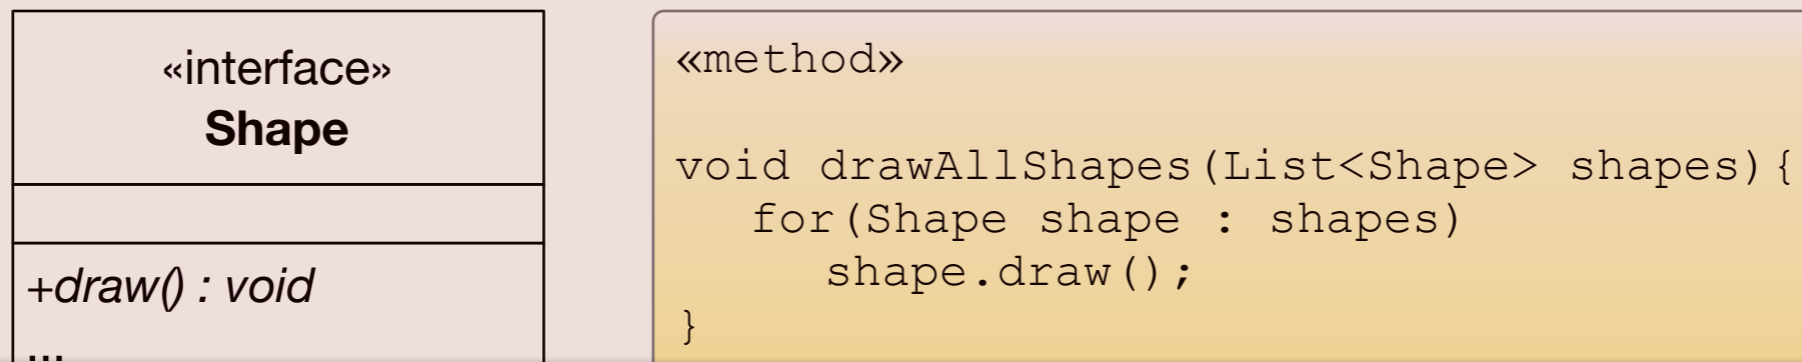 «interface»
Shape
+draw() : void
...
«method»
void drawAllShapes(List<Shape> shapes){
for(Shape shape : shapes)
shape.draw();
}